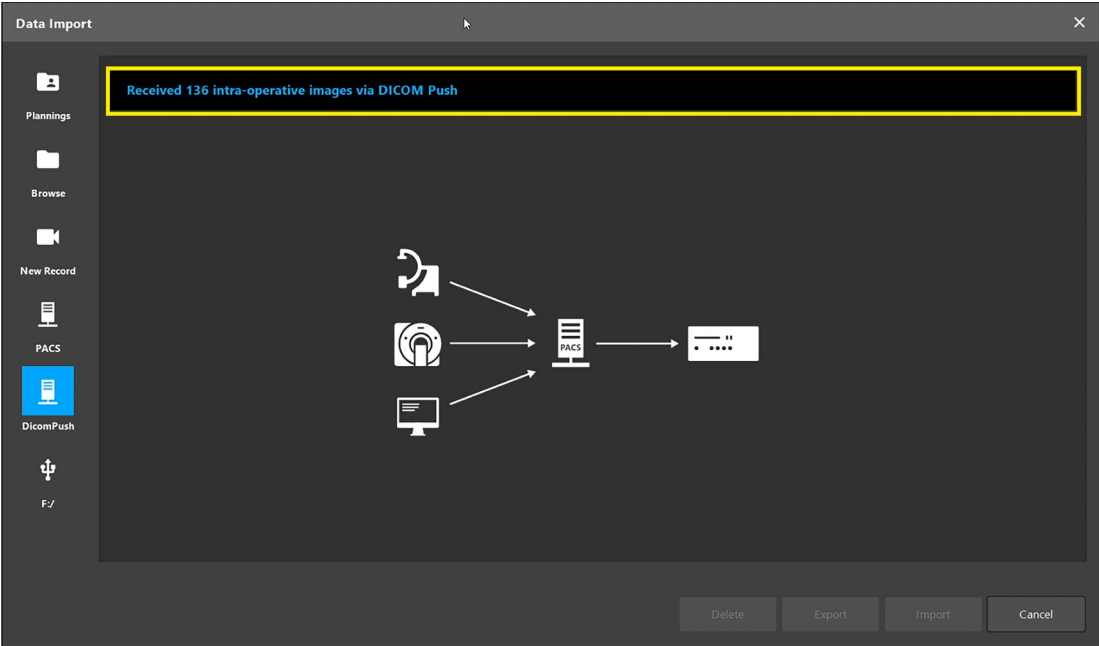 Data Import
Plannings
Browse
New Record
PACS
DicomPush
F:/
Received 136 intra-operative images via DICOM Push
PACS
Delete
Export
Import
Cancel